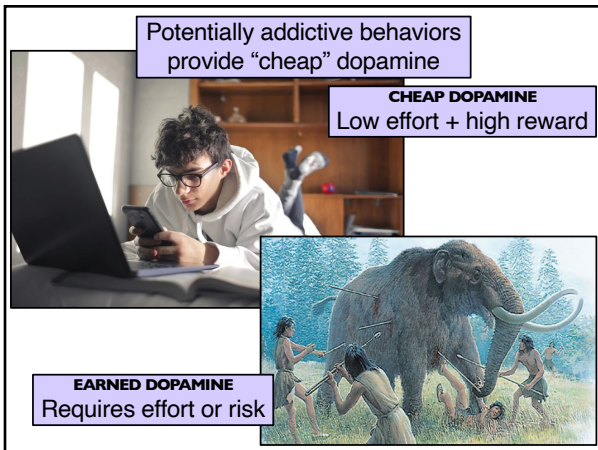 Potentially addictive behaviors
provide “cheap” dopamine
CHEAP DOPAMINE
Low effort + high reward
EARNED DOPAMINE
Requires effort or risk